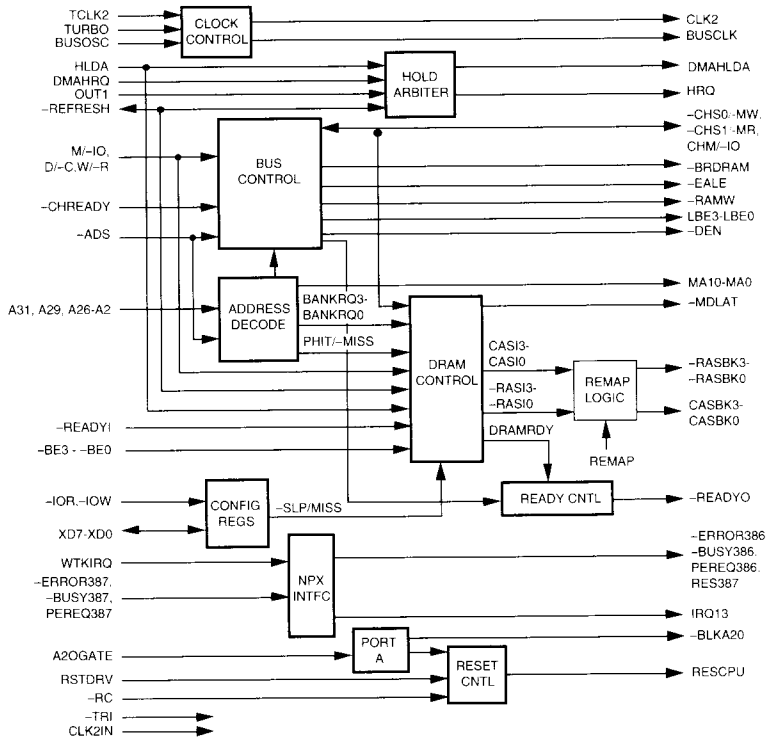 TCLK2
TURBO
BUSOSC
CLOCK
CONTROL
CLK2
BUSCLK
HLDA
DMAHRQ
OUT1
–REFRESH
HOLD
ARBITER
DMAHLDA
HRQ
M/–IO,
D/–C,W/–R
–CHREADY
–ADS
BUS
CONTROL
–CHS0/-MW,
–CHS1'-MR,
CHM/–IO
–BRDRAM
–EALE
–RAMW
LBE3-LBE0
–DEN
A31, A29, A26-A2
ADDRESS
DECODE
BANKRQ3-
BANKRQ0
PHIT/–MISS
MA10-MA0
–MDLAT
DRAM
CONTROL
CASI3-
CASI0
–RASI3-
–RASI0
DRAMRDY
REMAP
LOGIC
REMAP
–RASBK3-
–RASBK0
CASBK3-
CASBK0
–READYI
–BE3 - –BE0
–IOR,–IOW
XD7-XD0
CONFIG
REGS
–SLP/MISS
READY CNTL
–READYO
WTKIRQ
–ERROR387,
–BUSY387,
PEREQ387
NPX
INTFC
–ERROR386
–BUSY386,
PEREQ386,
RES387
IRQ13
–BLKA20
A2OGATE
RSTDRV
–RC
PORT
A
RESET
CNTL
RESCPU
–TRI
CLK2IN